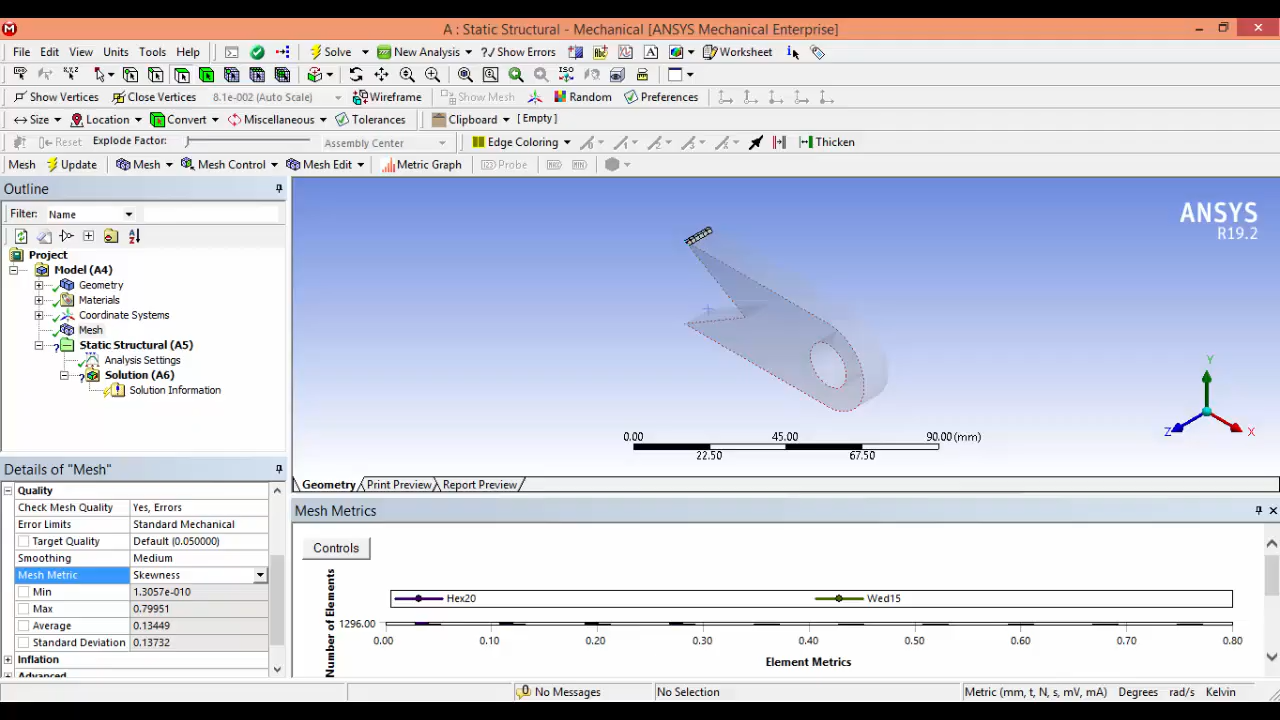 A : Static Structural - Mechanical [ANSYS Mechanical Enterprise]
File Edit View Units Tools Help Solve New Analysis ?/ Show Errors Worksheet
Show Vertices Close Vertices 8.1e-002 (Auto Scale) Wireframe Show Mesh Random Preferences
Size Location Convert Miscellaneous Tolerances Clipboard [ Empty ]
Reset Explode Factor: Assembly Center Edge Coloring Thicken
Mesh Update Mesh Mesh Control Mesh Edit Metric Graph Probe MAX MIN
Outline
Filter: Name
Project
Model (A4)
Geometry
Materials
Coordinate Systems
Mesh
Static Structural (A5)
Analysis Settings
Solution (A6)
Solution Information
ANSYS
R19.2
Y
Z
X
0.00 45.00 90.00 (mm)
22.50 67.50
Geometry Print Preview Report Preview
Details of "Mesh"
Quality
Check Mesh Quality Yes, Errors
Error Limits Standard Mechanical
Target Quality Default (0.050000)
Smoothing Medium
Mesh Metric Skewness
Min 1.3057e-010
Max 0.79951
Average 0.13449
Standard Deviation 0.13732
Inflation
Advanced
Mesh Metrics
Controls
Hex20 Wed15
Number of Elements
1296.00
0.00 0.10 0.20 0.30 0.40 0.50 0.60 0.70 0.80
Element Metrics
0 No Messages No Selection Metric (mm, t, N, s, mV, mA) Degrees rad/s Kelvin